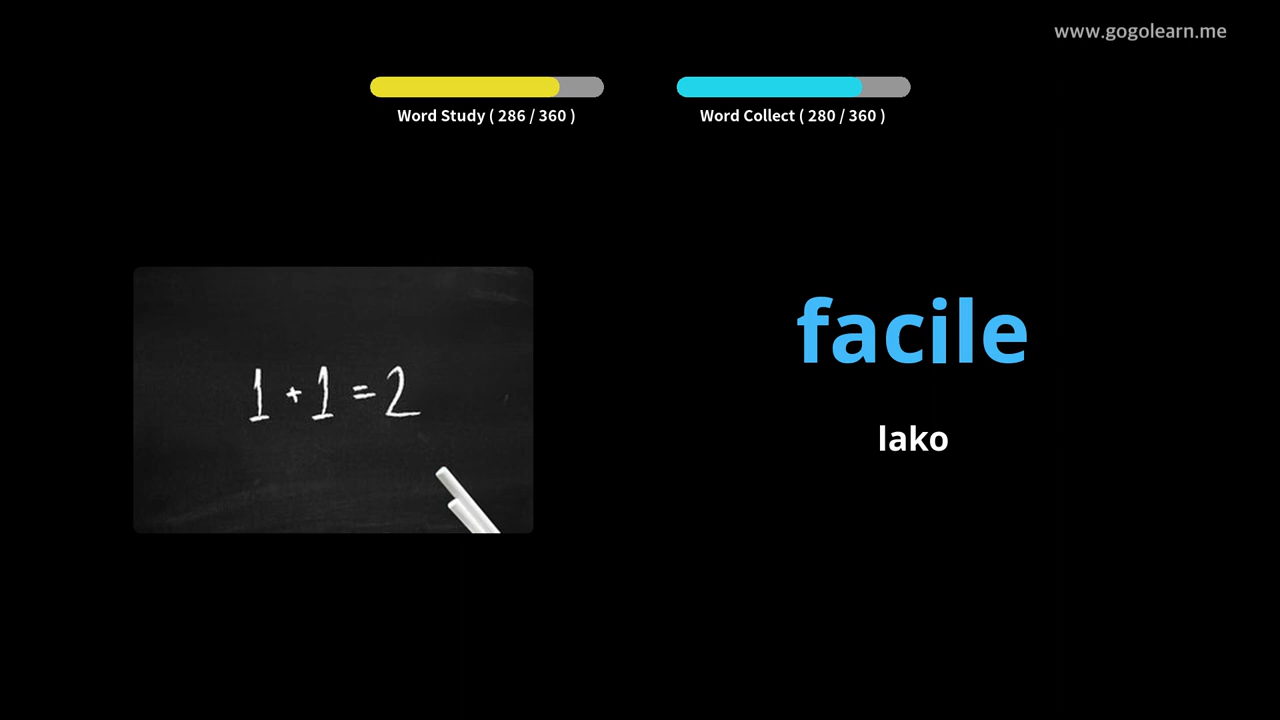 www.gogolearn.me
Word Study ( 286 / 360 )
Word Collect ( 280 / 360 )
1 + 1 = 2
facile
lako